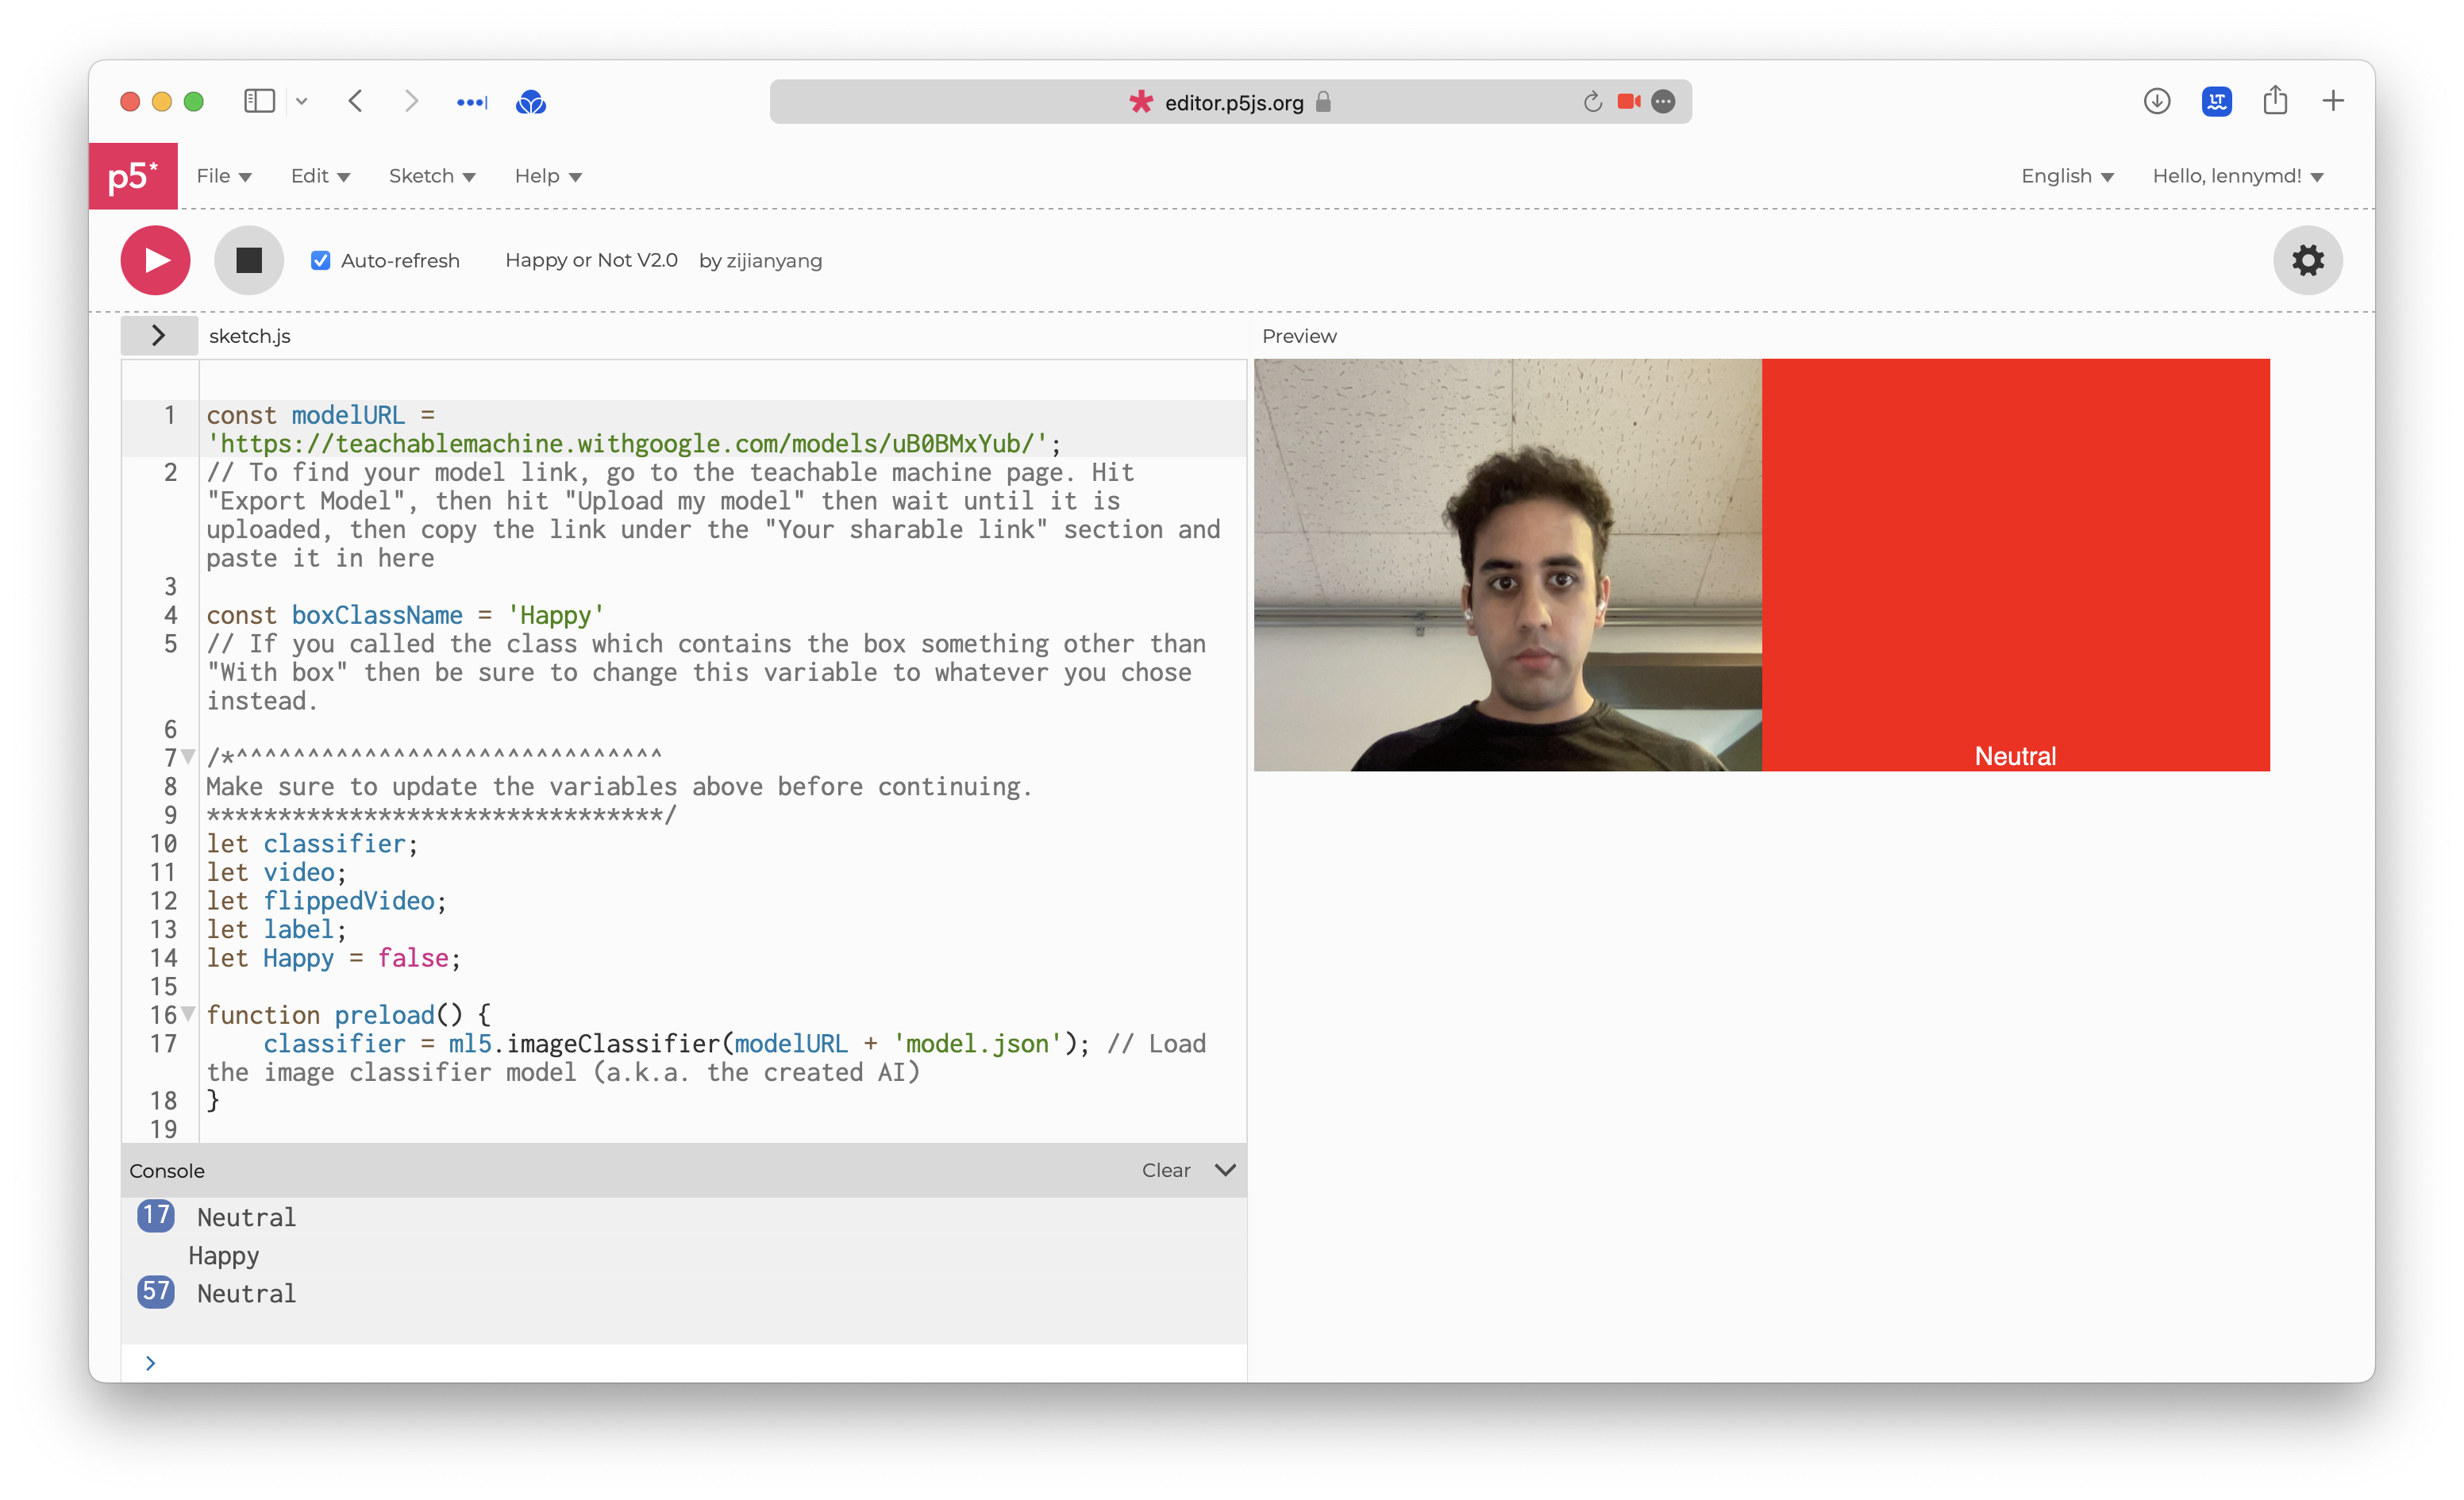 editor.p5js.org
LT
p5*
File
Edit
Sketch
Help
English
Hello, lennymd!
Auto-refresh
Happy or Not V2.0
by zijianyang
sketch.js
Preview
1 const modelURL =
'https://teachablemachine.withgoogle.com/models/uB0BMxYub/';
2 // To find your model link, go to the teachable machine page. Hit
"Export Model", then hit "Upload my model" then wait until it is
uploaded, then copy the link under the "Your sharable link" section and
paste it in here
3
4 const boxClassName = 'Happy'
5 // If you called the class which contains the box something other than
"With box" then be sure to change this variable to whatever you chose
instead.
6
7 /*^^^^^^^^^^^^^^^^^^^^^^^^^^^^^^
8 Make sure to update the variables above before continuing.
9 ********************************/
10 let classifier;
11 let video;
12 let flippedVideo;
13 let label;
14 let Happy = false;
15
16 function preload() {
17     classifier = ml5.imageClassifier(modelURL + 'model.json'); // Load
the image classifier model (a.k.a. the created AI)
18 }
19
Neutral
Console
Clear
17 Neutral
Happy
57 Neutral